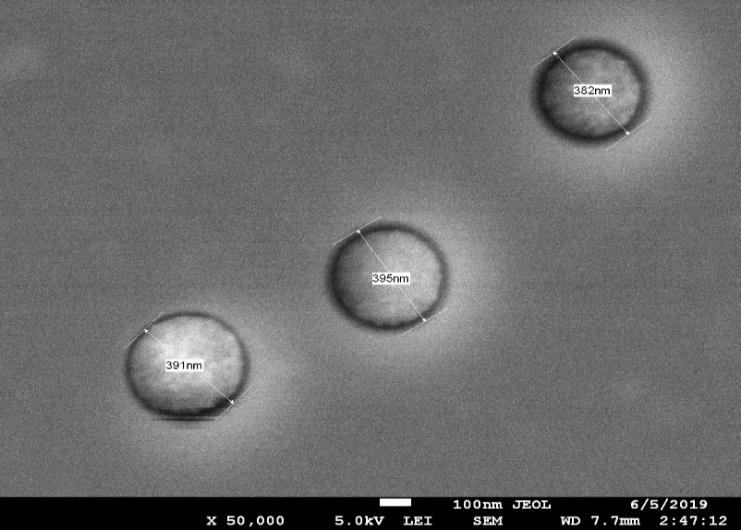 382nm
395nm
391nm
100nm JEOL 6/5/2019
X 50,000 5.0kV LEI SEM WD 7.7mm 2:47:12